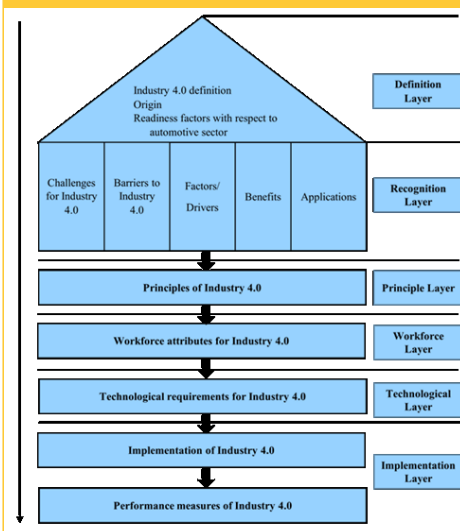 Industry 4.0 definition
Origin
Readiness factors with respect to
automotive sector
Definition
Layer
Challenges
for Industry
4.0
Barriers to
Industry
4.0
Factors/
Drivers
Benefits
Applications
Recognition
Layer
Principles of Industry 4.0
Principle Layer
Workforce attributes for Industry 4.0
Workforce
Layer
Technological requirements for Industry 4.0
Technological
Layer
Implementation of Industry 4.0
Implementation
Layer
Performance measures of Industry 4.0